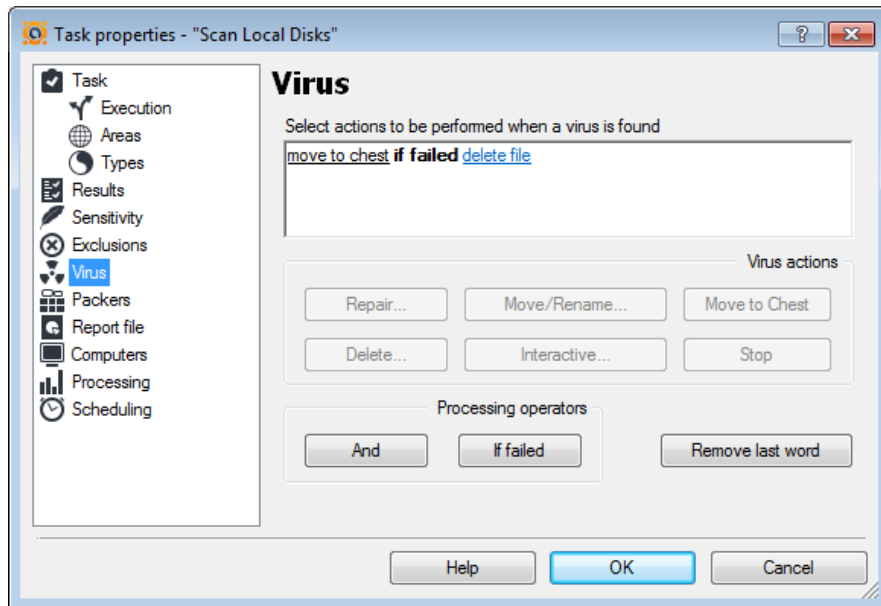 Task properties - "Scan Local Disks"
Task
Execution
Areas
Types
Results
Sensitivity
Exclusions
Virus
Packers
Report file
Computers
Processing
Scheduling
Virus
Select actions to be performed when a virus is found
move to chest if failed delete file
Virus actions
Repair... Move/Rename... Move to Chest
Delete... Interactive... Stop
Processing operators
And If failed Remove last word
Help OK Cancel